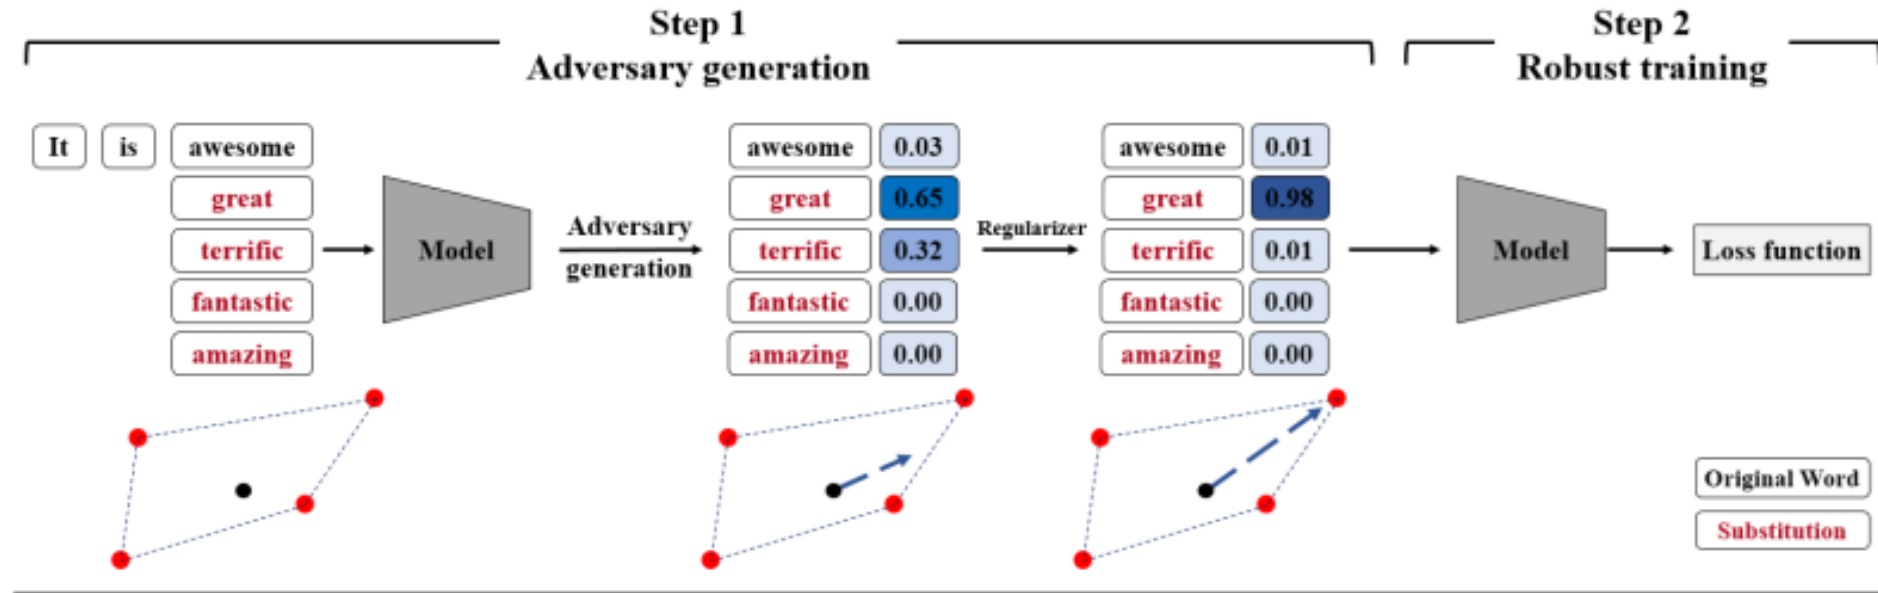 Step 1
Adversary generation
Step 2
Robust training
It is awesome
great
terrific
fantastic
amazing
Model
Adversary
generation
awesome 0.03
great 0.65
terrific 0.32
fantastic 0.00
amazing 0.00
Regularizer
awesome 0.01
great 0.98
terrific 0.01
fantastic 0.00
amazing 0.00
Model
Loss function
Original Word
Substitution